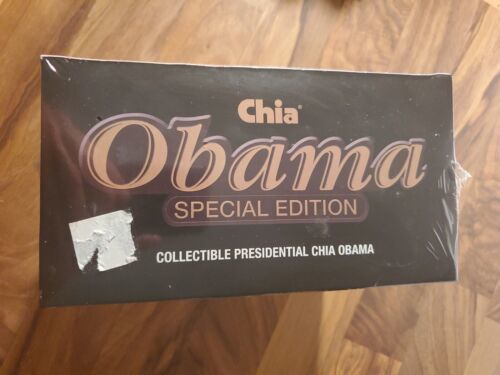 Chia®
Obama
SPECIAL EDITION
COLLECTIBLE PRESIDENTIAL CHIA OBAMA